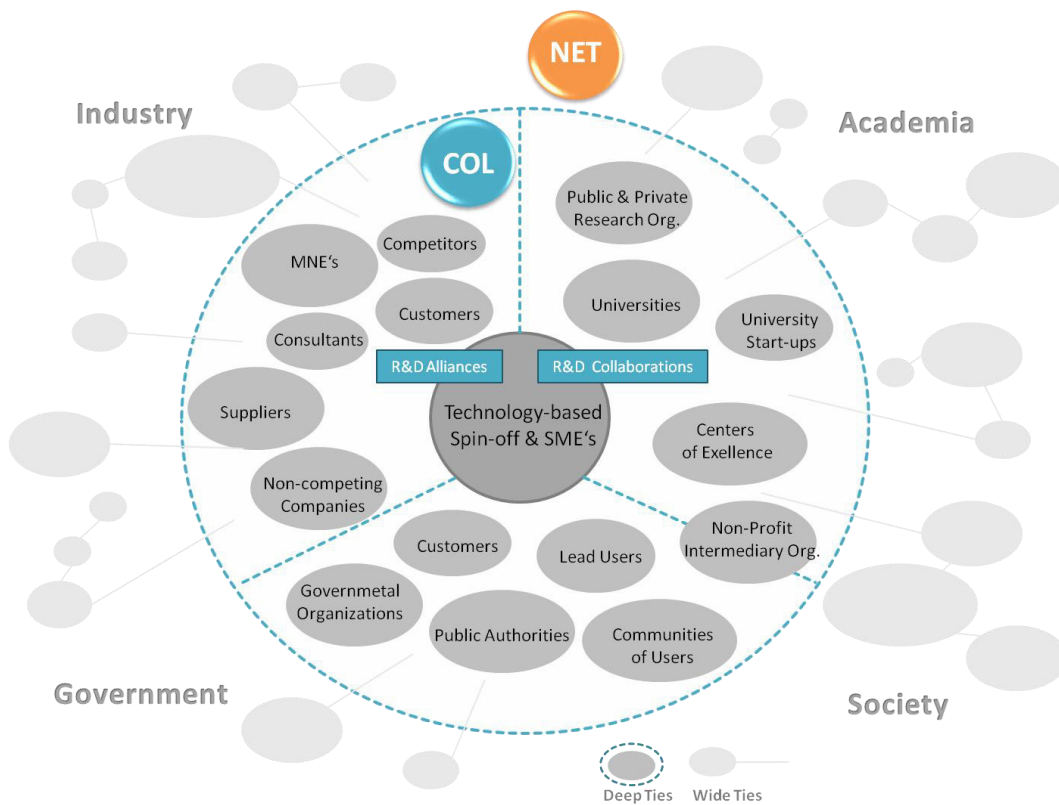 NET
Industry
Academia
COL
Public & Private
Research Org.
Competitors
MNE's
Universities
Customers
University
Start-ups
Consultants
R&D Alliances
R&D Collaborations
Technology-based
Spin-off & SME's
Suppliers
Centers
of Exellence
Non-competing
Companies
Non-Profit
Intermediary Org.
Customers
Lead Users
Governmetal
Organizations
Public Authorities
Communities
of Users
Government
Society
Deep Ties
Wide Ties